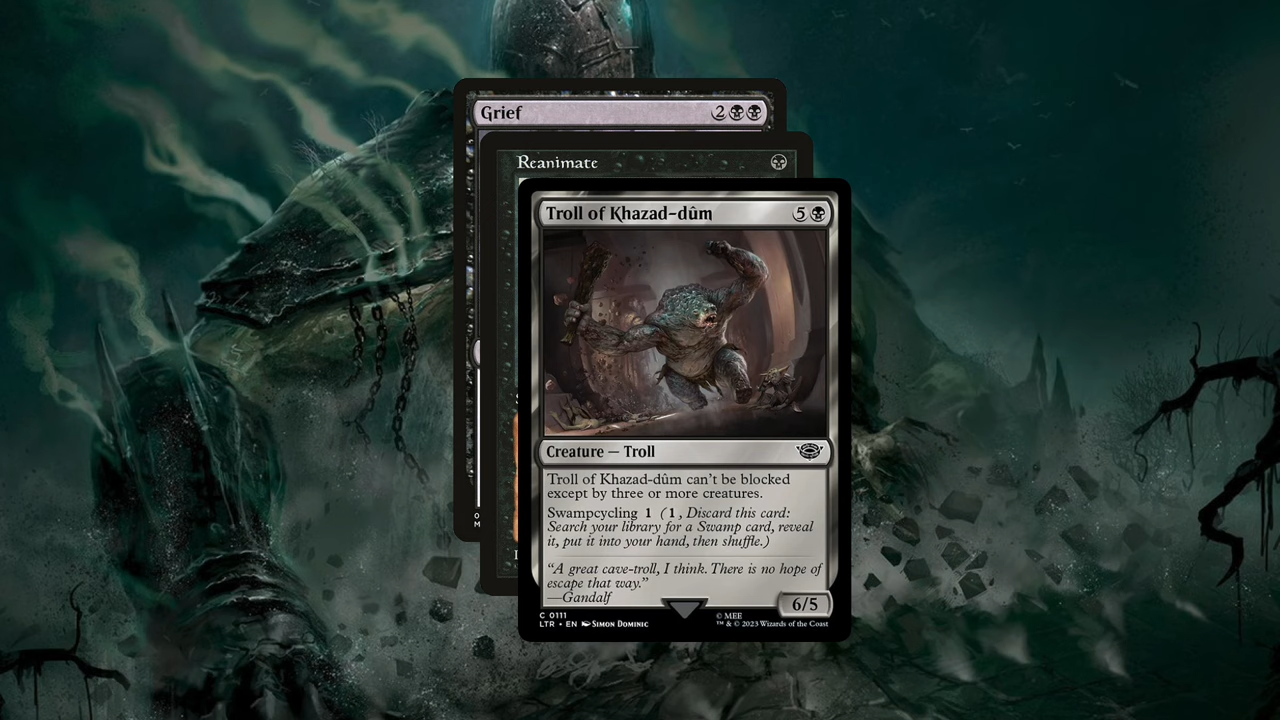 Grief 2
Reanimate
Troll of Khazad-dûm 5
Creature — Troll
Troll of Khazad-dûm can't be blocked
except by three or more creatures.
Swampcycling 1 (1, Discard this card:
Search your library for a Swamp card, reveal
it, put it into your hand, then shuffle.)
“A great cave-troll, I think. There is no hope of
escape that way.”
—Gandalf
6/5
C 0111
LTR • EN Simon Dominic
© MEE
™ & © 2023 Wizards of the Coast